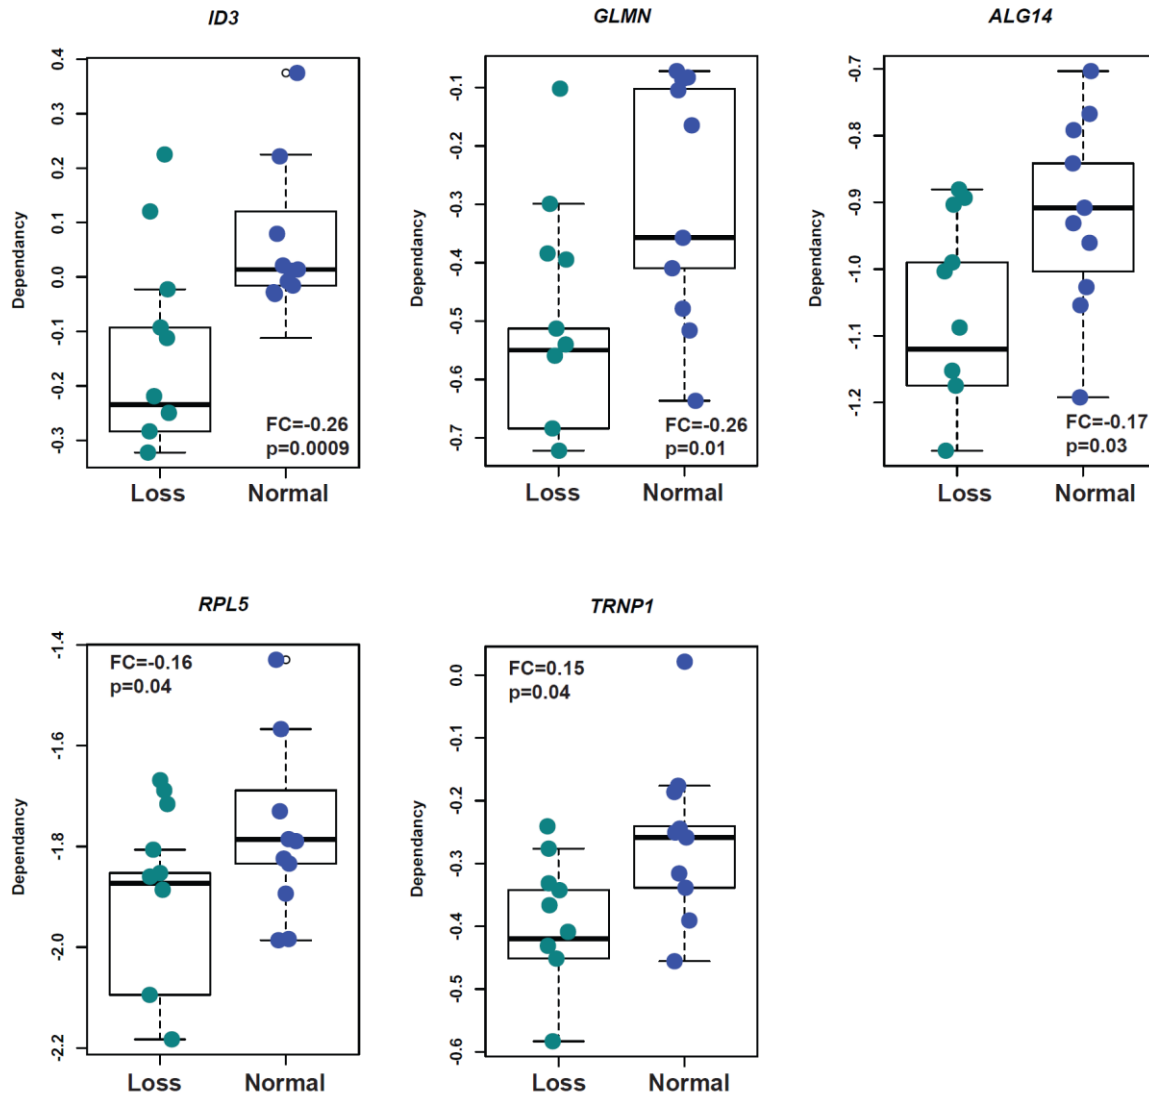 ID3
GLMN
ALG14
Dependancy
0.4
0.3
0.2
0.1
0.0
-0.1
-0.2
-0.3
FC=-0.26
p=0.0009
Loss
Normal
Dependancy
-0.1
-0.2
-0.3
-0.4
-0.5
-0.6
-0.7
FC=-0.26
p=0.01
Loss
Normal
Dependancy
-0.7
-0.8
-0.9
-1.0
-1.1
-1.2
FC=-0.17
p=0.03
Loss
Normal
RPL5
TRNP1
Dependancy
-1.4
-1.6
-1.8
-2.0
-2.2
FC=-0.16
p=0.04
Loss
Normal
Dependancy
0.0
-0.1
-0.2
-0.3
-0.4
-0.5
-0.6
FC=0.15
p=0.04
Loss
Normal